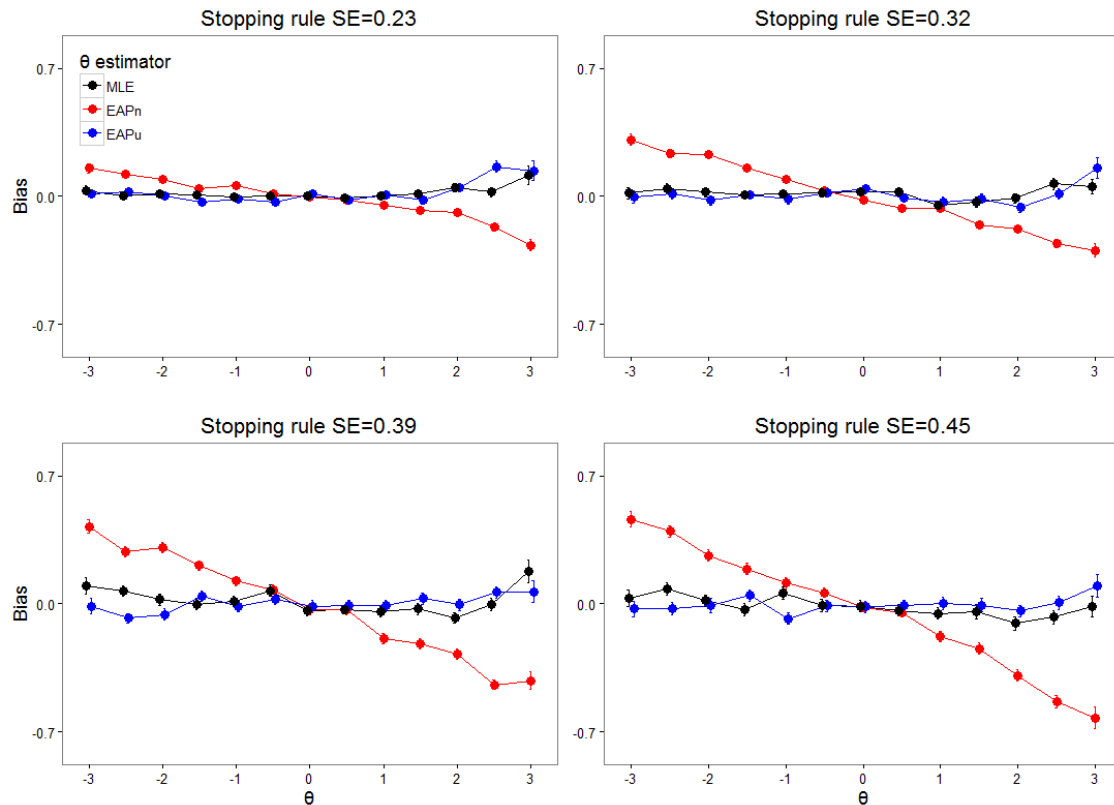 Stopping rule SE=0.23
θ estimator
MLE
EAPn
EAPu
Bias
0.7
0.0
-0.7
-3 -2 -1 0 1 2 3
Stopping rule SE=0.32
0.7
0.0
-0.7
-3 -2 -1 0 1 2 3
Stopping rule SE=0.39
Bias
0.7
0.0
-0.7
-3 -2 -1 0 1 2 3
θ
Stopping rule SE=0.45
0.7
0.0
-0.7
-3 -2 -1 0 1 2 3
θ